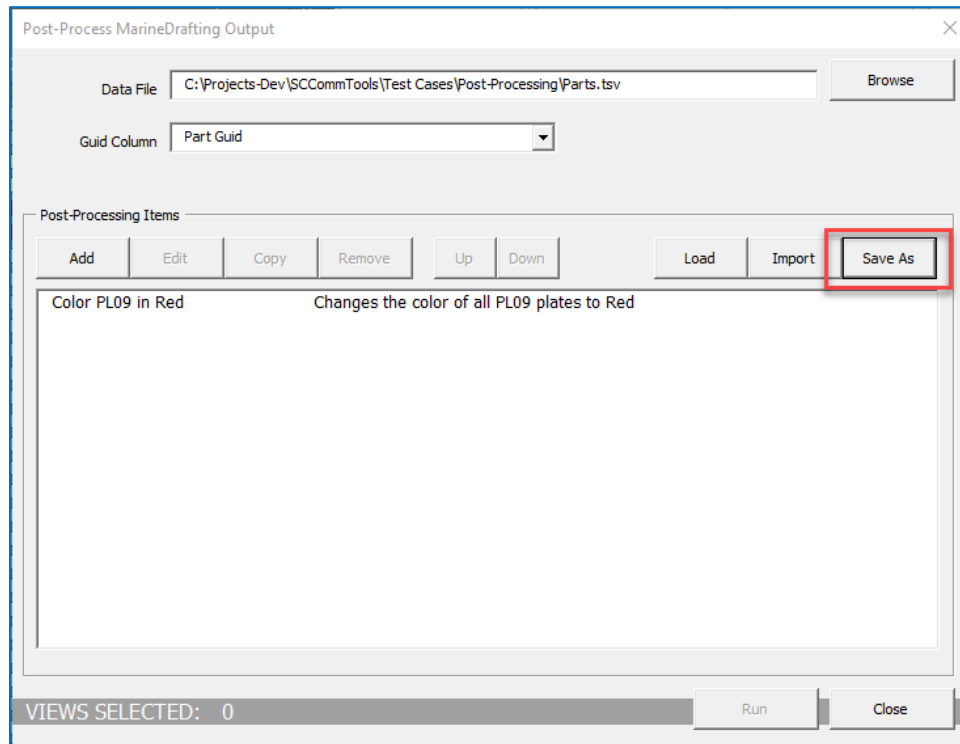 Post-Process MarineDrafting Output
Data File C:\Projects-Dev\SCCommTools\Test Cases\Post-Processing\Parts.tsv Browse
Guid Column Part Guid
Post-Processing Items
Add Edit Copy Remove Up Down Load Import Save As
Color PL09 in Red Changes the color of all PL09 plates to Red
VIEWS SELECTED: 0 Run Close